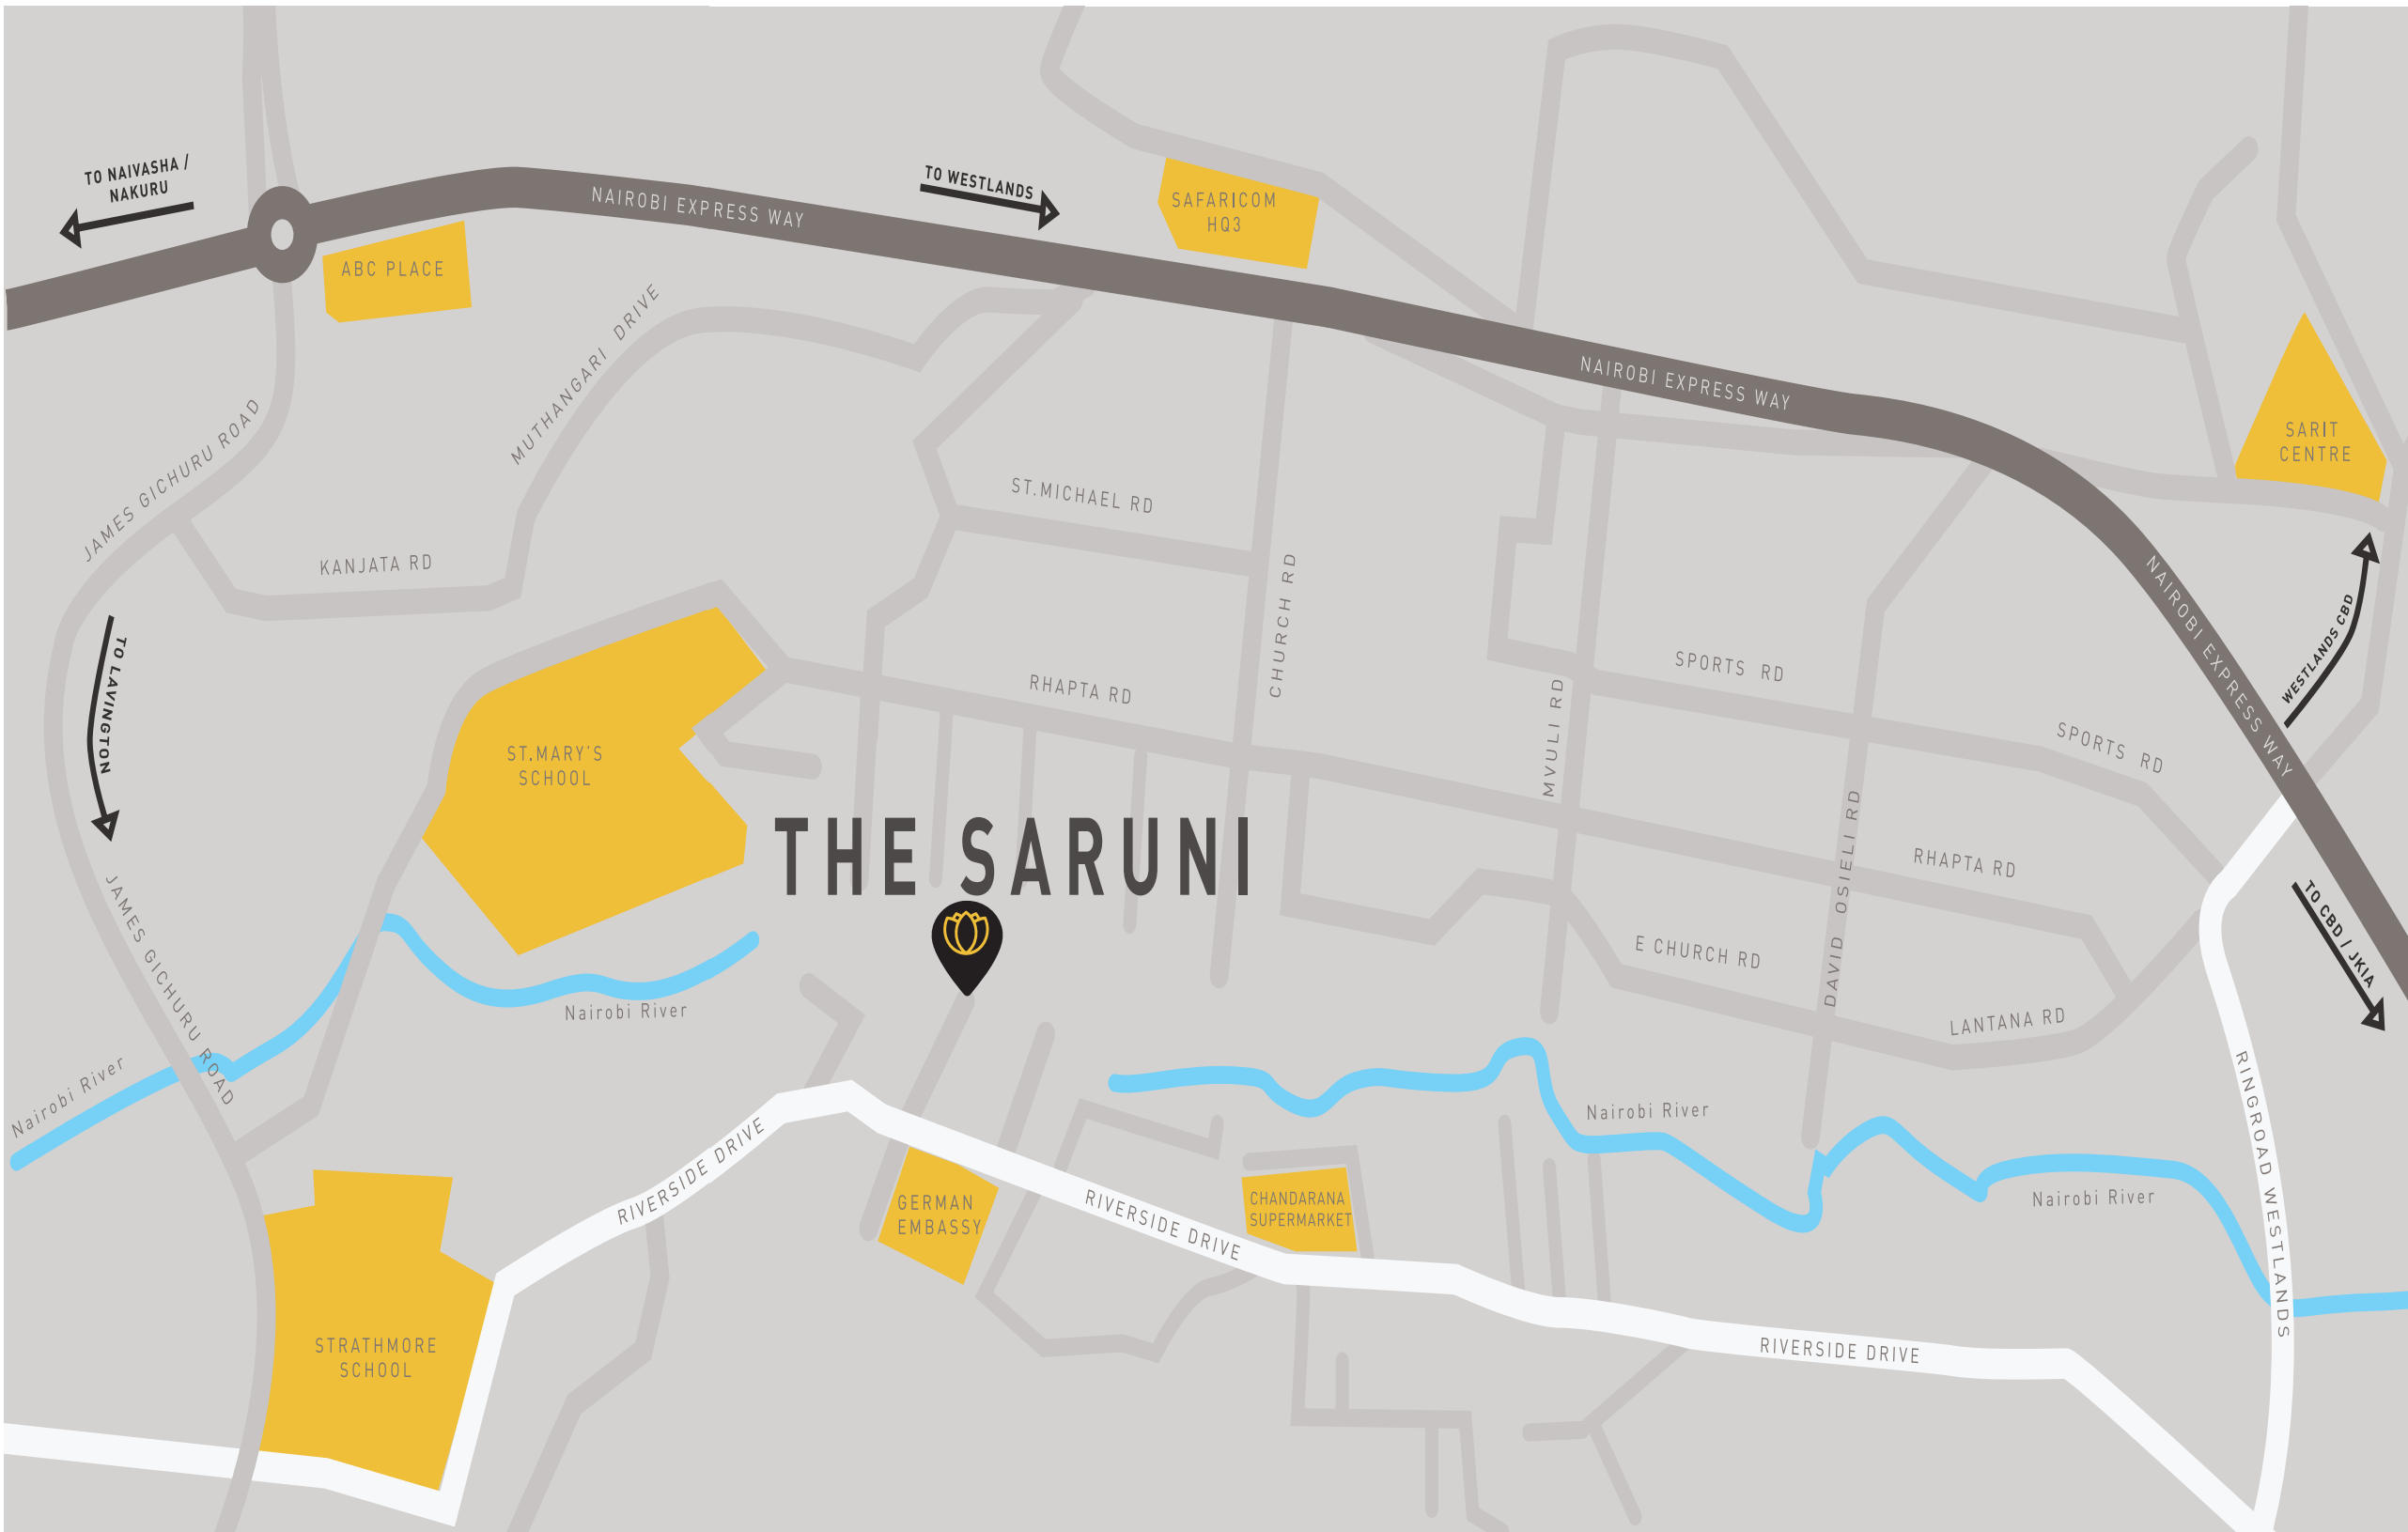 TO NAIVASHA /
NAKURU
TO WESTLANDS
NAIROBI EXPRESS WAY
SAFARICOM
HQ3
ABC PLACE
MUTHANGARI DRIVE
NAIROBI EXPRESS WAY
JAMES GICHURU ROAD
SARIT
CENTRE
ST.MICHAEL RD
KANJATA RD
CHURCH RD
NAIROBI EXPRESS WAY
WESTLANDS CBD
TO LAVINGTON
RHAPTA RD
SPORTS RD
MVULI RD
SPORTS RD
ST.MARY'S
SCHOOL
THE SARUNI
DAVID OSIELI RD
RHAPTA RD
TO CBD / JKIA
E CHURCH RD
JAMES GICHURU ROAD
Nairobi River
LANTANA RD
Nairobi River
Nairobi River
RINGROAD WESTLANDS
RIVERSIDE DRIVE
GERMAN
EMBASSY
RIVERSIDE DRIVE
CHANDARANA
SUPERMARKET
Nairobi River
STRATHMORE
SCHOOL
RIVERSIDE DRIVE